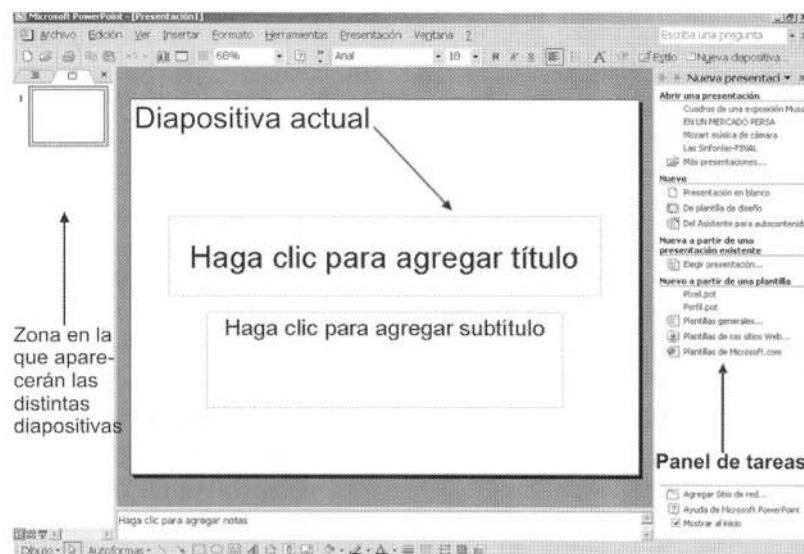 Microsoft PowerPoint - [Presentación1]
Archivo Edición Ver Insertar Formato Herramientas Presentación Ventana ?
Escriba una pregunta
68%
Arial
18
N K S
Estilo
Nueva diapositiva
Nueva presentaci
1
Diapositiva actual
Haga clic para agregar título
Haga clic para agregar subtítulo
Zona en la
que apare-
cerán las
distintas
diapositivas
Abrir una presentación
Cuadros de una exposición Muso
EN UN MERCADO PERSA
Mozart música de cámara
Las Sinfonías-FINAL
Más presentaciones...
Nuevo
Presentación en blanco
De plantilla de diseño
Del Asistente para autocontenid
Nueva a partir de una
presentación existente
Elegir presentación...
Nuevo a partir de una plantilla
Pixel.pot
Perfil.pot
Plantillas generales...
Plantillas de mis sitios Web...
Plantillas de Microsoft.com
Panel de tareas
Agregar Sitio de red...
Ayuda de Microsoft PowerPoint
Mostrar al inicio
Haga clic para agregar notas
Dibujo
Autoformas